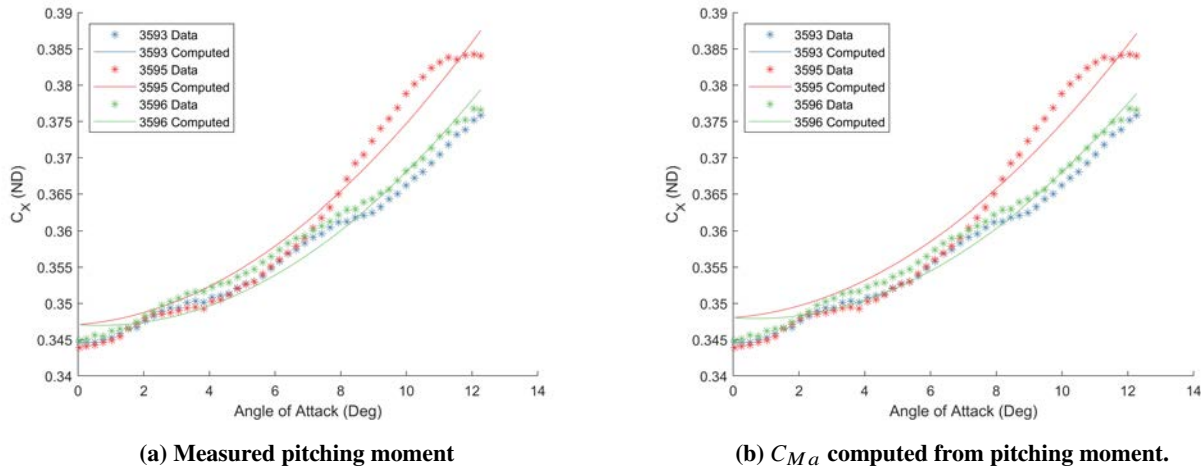 0.39
0.385
0.38
0.375
0.37
0.365
0.36
0.355
0.35
0.345
0.34
C_X (ND)
3593 Data
3593 Computed
3595 Data
3595 Computed
3596 Data
3596 Computed
0 2 4 6 8 10 12 14
Angle of Attack (Deg)
(a) Measured pitching moment
0.39
0.385
0.38
0.375
0.37
0.365
0.36
0.355
0.35
0.345
0.34
C_X (ND)
3593 Data
3593 Computed
3595 Data
3595 Computed
3596 Data
3596 Computed
0 2 4 6 8 10 12 14
Angle of Attack (Deg)
(b) C_{Ma} computed from pitching moment.